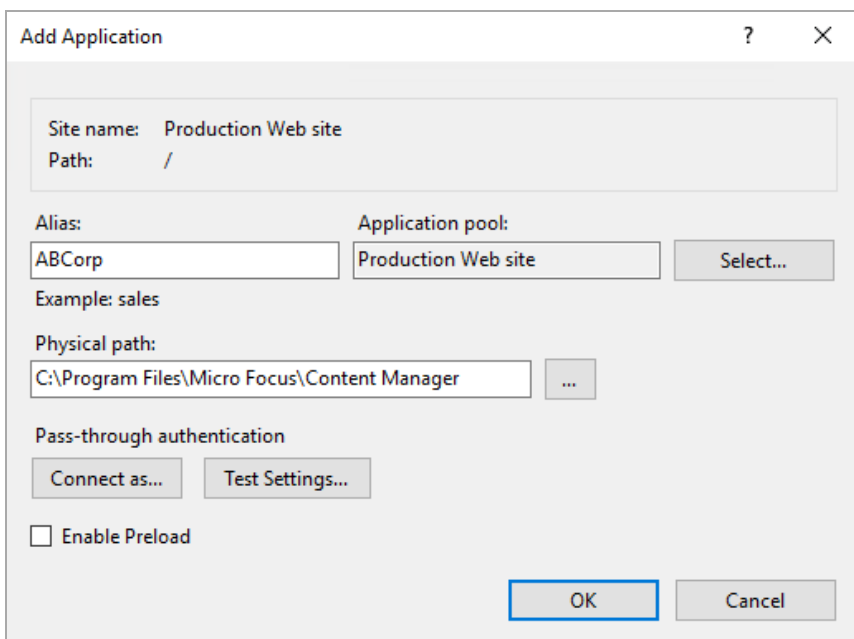 Add Application
?
Site name: Production Web site
Path: /
Alias: Application pool:
ABCorp Production Web site Select...
Example: sales
Physical path:
C:\Program Files\Micro Focus\Content Manager ...
Pass-through authentication
Connect as... Test Settings...
Enable Preload
OK Cancel